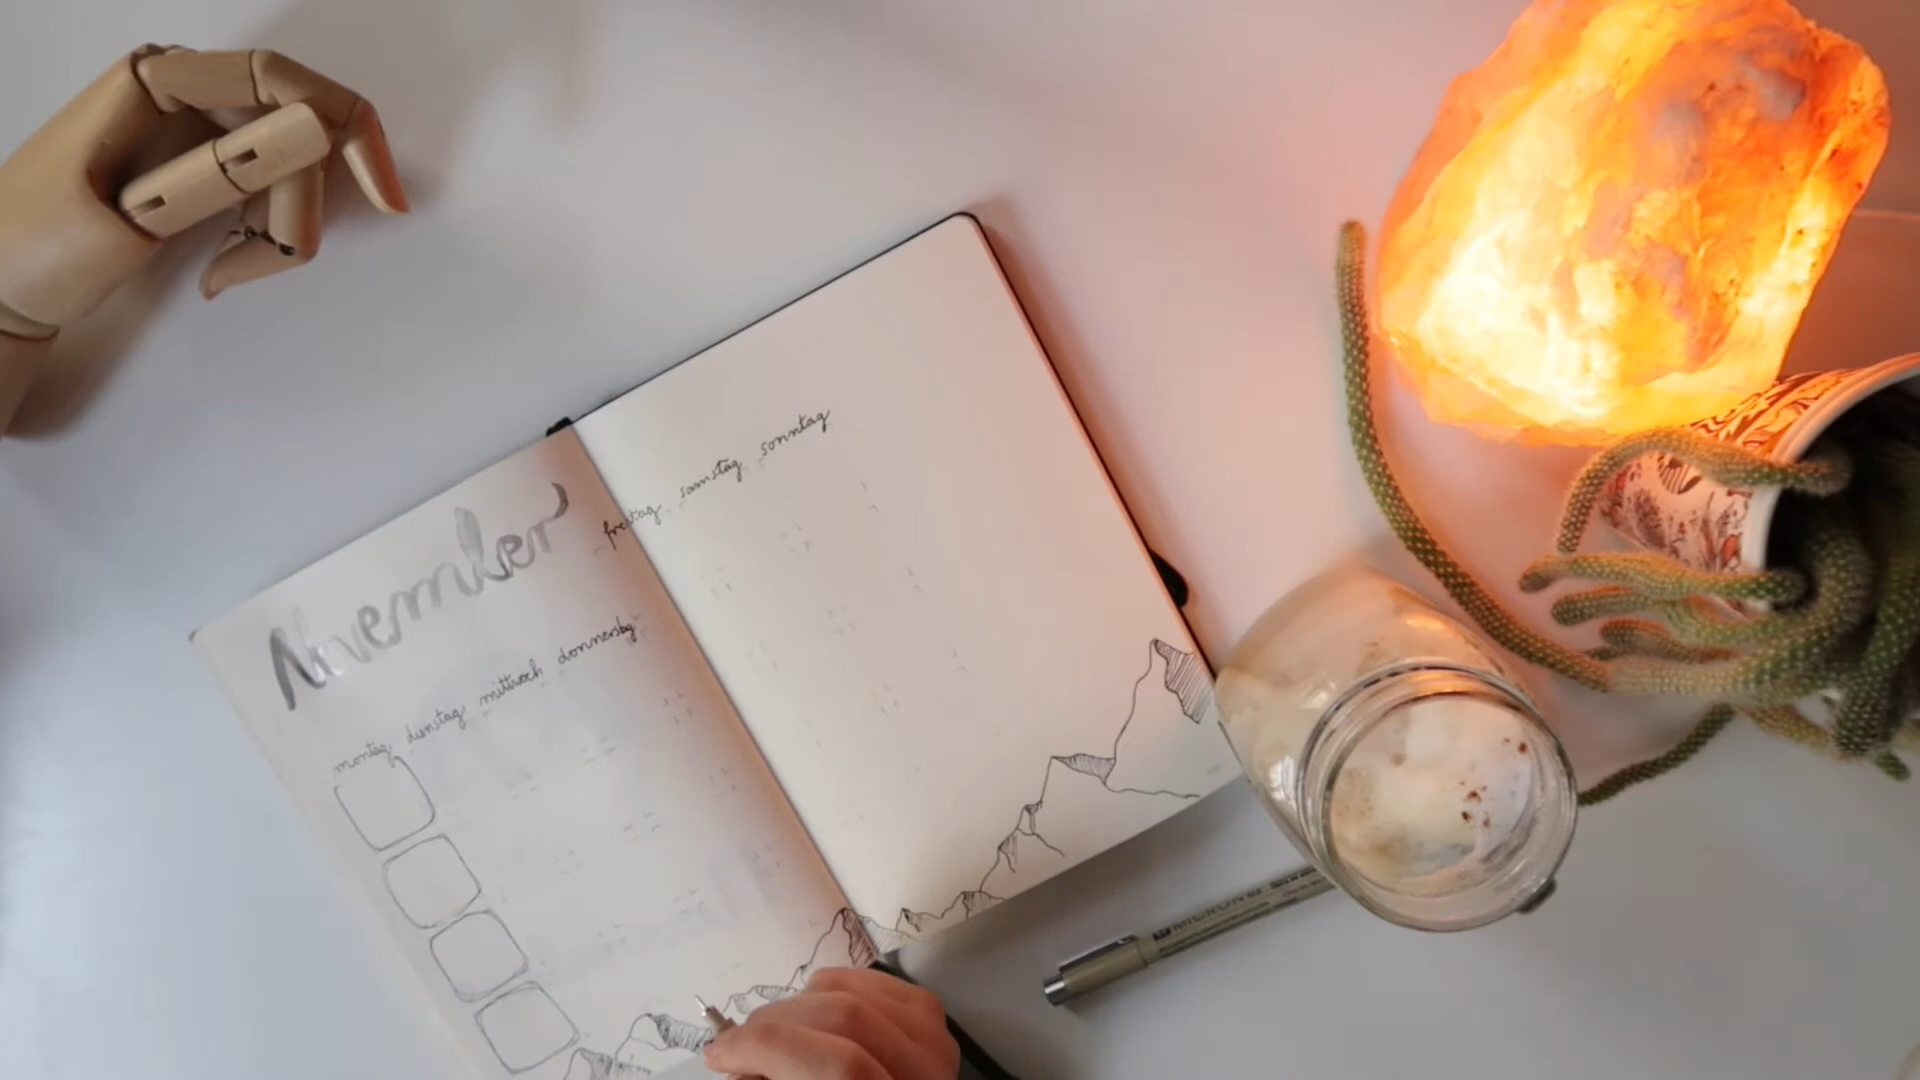 November
montag dienstag mittwoch donnerstag
freitag samstag sonntag
MICRON